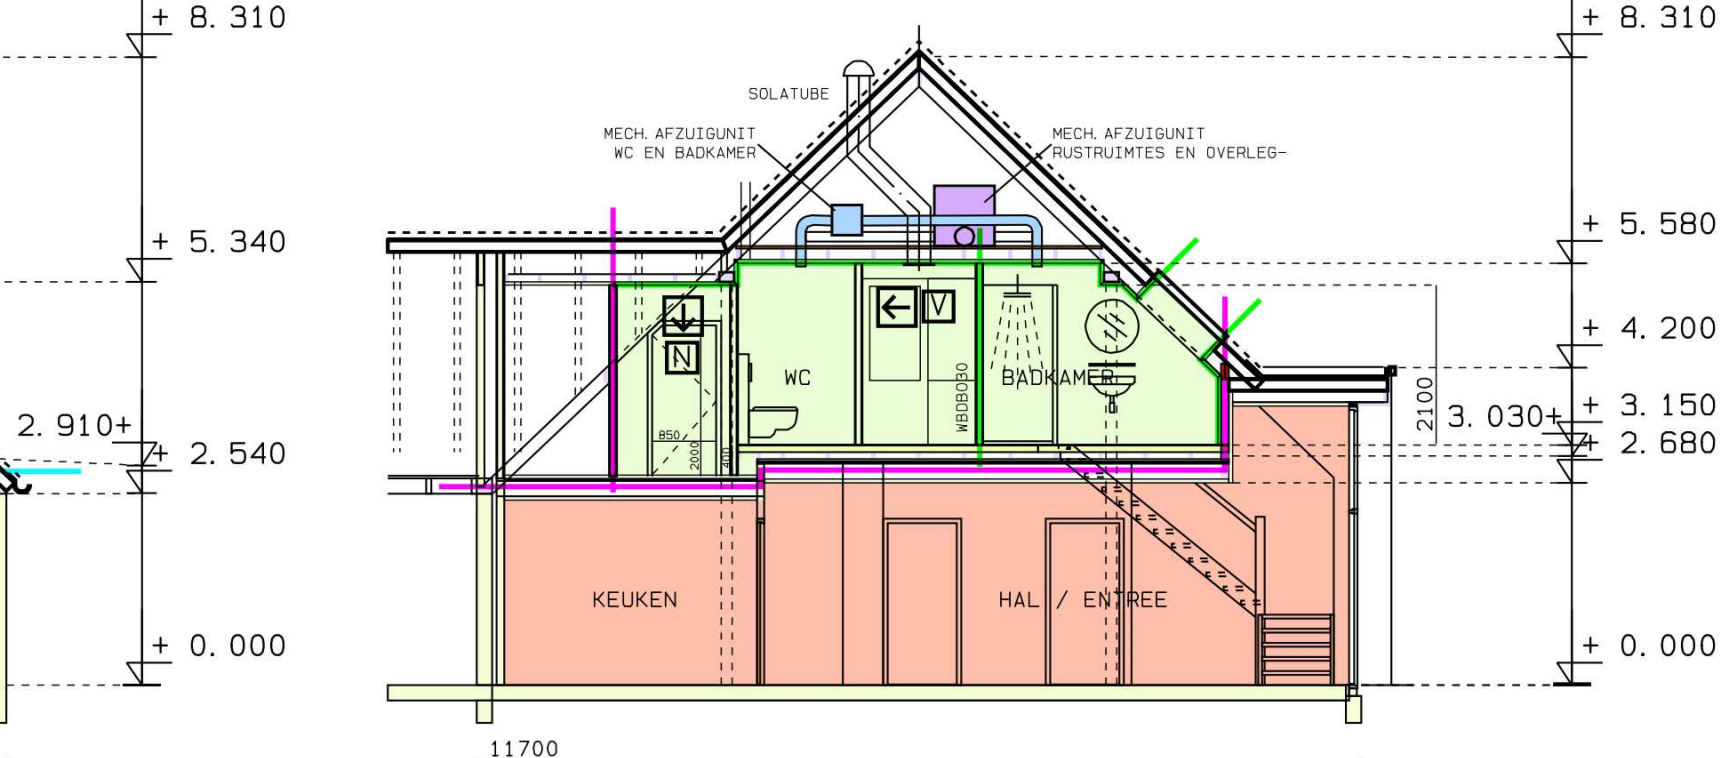 + 8. 310
+ 8. 310
SOLATUBE
MECH. AFZUIGUNIT
WC EN BADKAMER
MECH. AFZUIGUNIT
RUSTRUIMTES EN OVERLEG-
+ 5. 340
+ 5. 580
V
N
+ 4. 200
WC
BADKAMER
WBDBO30
2100
+ 3. 150
3. 030+
2. 910+
850
2000
400
+ 2. 540
+ 2. 680
KEUKEN
HAL / ENTREE
+ 0. 000
+ 0. 000
11700